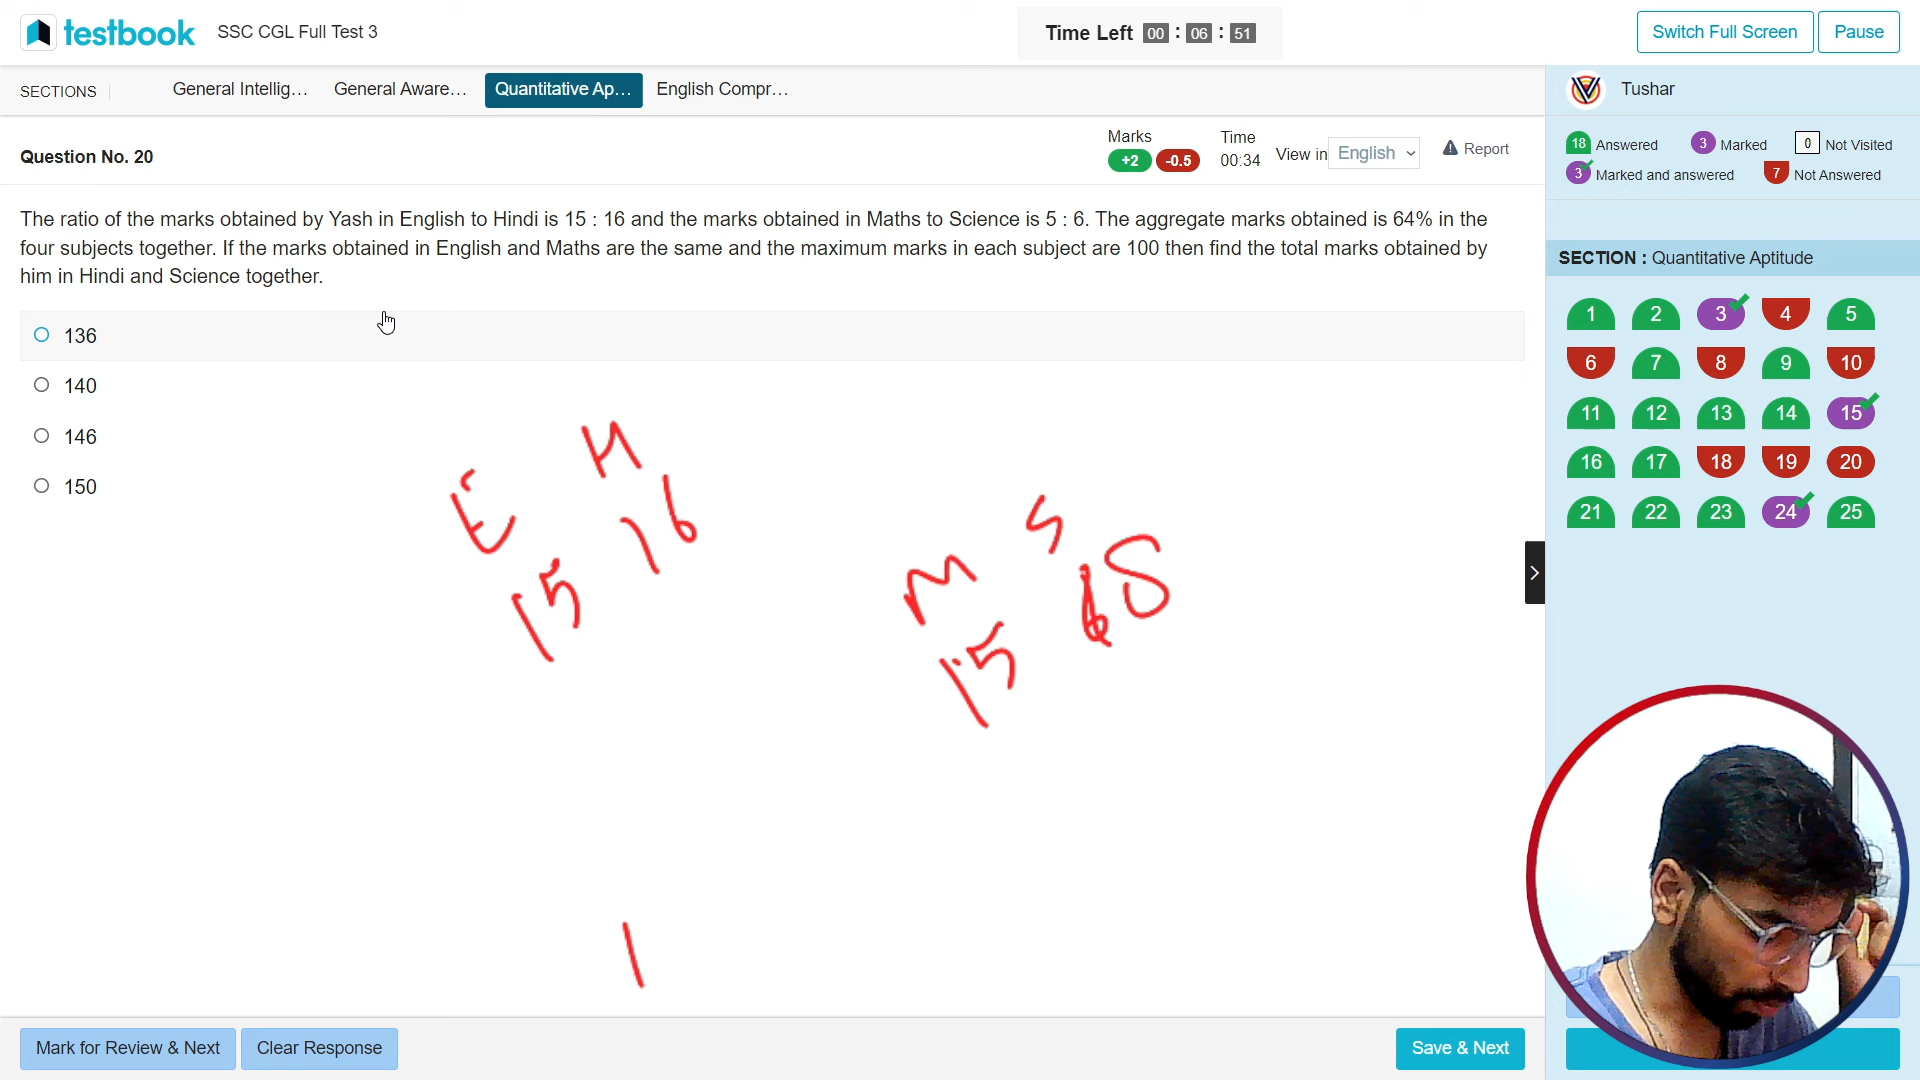 testbook SSC CGL Full Test 3 Time Left 00 : 06 : 51 Switch Full Screen Pause
SECTIONS General Intellig... General Aware... Quantitative Ap... English Compr...
Tushar
Question No. 20
Marks
+2 -0.5
Time
00:34
View in English
Report
18 Answered 3 Marked 0 Not Visited
3 Marked and answered 7 Not Answered
The ratio of the marks obtained by Yash in English to Hindi is 15 : 16 and the marks obtained in Maths to Science is 5 : 6. The aggregate marks obtained is 64% in the
four subjects together. If the marks obtained in English and Maths are the same and the maximum marks in each subject are 100 then find the total marks obtained by
him in Hindi and Science together.
136
140
146
150
E H
15 16
M S
15 18
1
SECTION : Quantitative Aptitude
1 2 3 4 5
6 7 8 9 10
11 12 13 14 15
16 17 18 19 20
21 22 23 24 25
Mark for Review & Next Clear Response Save & Next